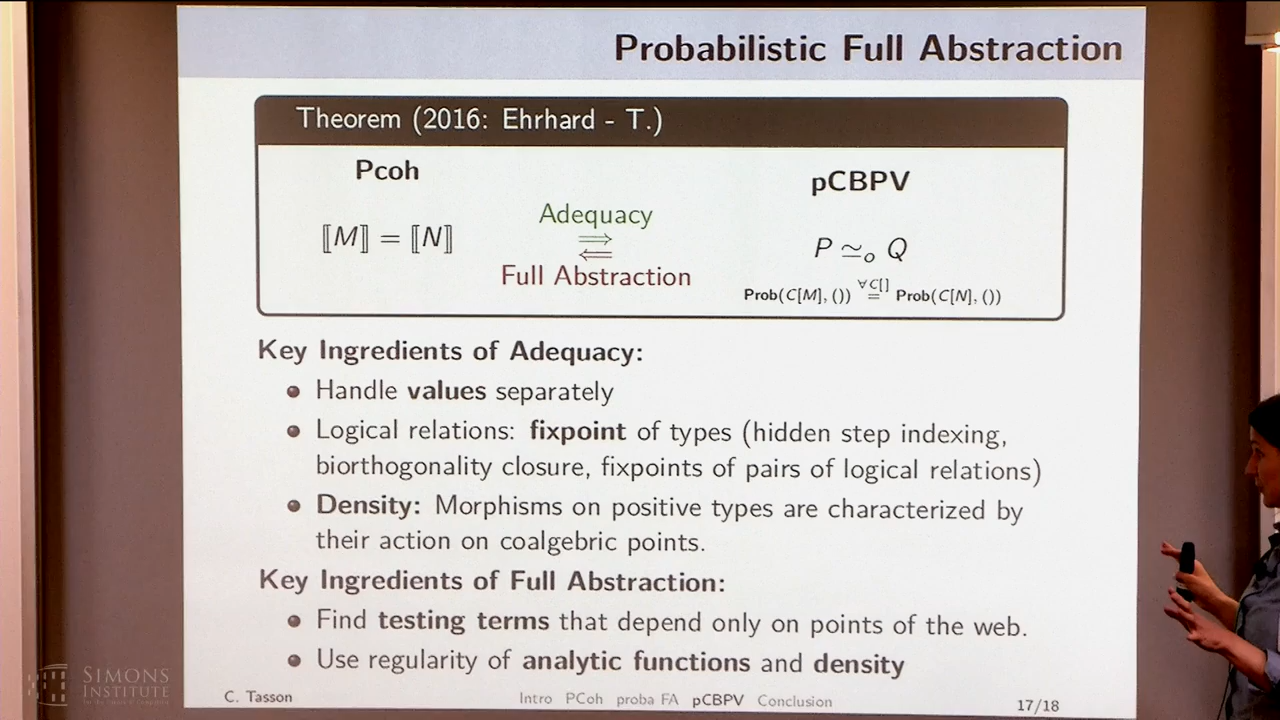 Probabilistic Full Abstraction
Theorem (2016: Ehrhard - T.)
Pcoh
pCBPV
⟦M⟧ = ⟦N⟧
Adequacy
⇒
⇐
Full Abstraction
P ≃ₒ Q
Prob(C[M], ()) ∀C[] = Prob(C[N], ())
Key Ingredients of Adequacy:
Handle values separately
Logical relations: fixpoint of types (hidden step indexing,
biorthogonality closure, fixpoints of pairs of logical relations)
Density: Morphisms on positive types are characterized by
their action on coalgebric points.
Key Ingredients of Full Abstraction:
Find testing terms that depend only on points of the web.
Use regularity of analytic functions and density
C. Tasson
Intro PCoh proba FA pCBPV Conclusion
17/18
SIMONS
INSTITUTE